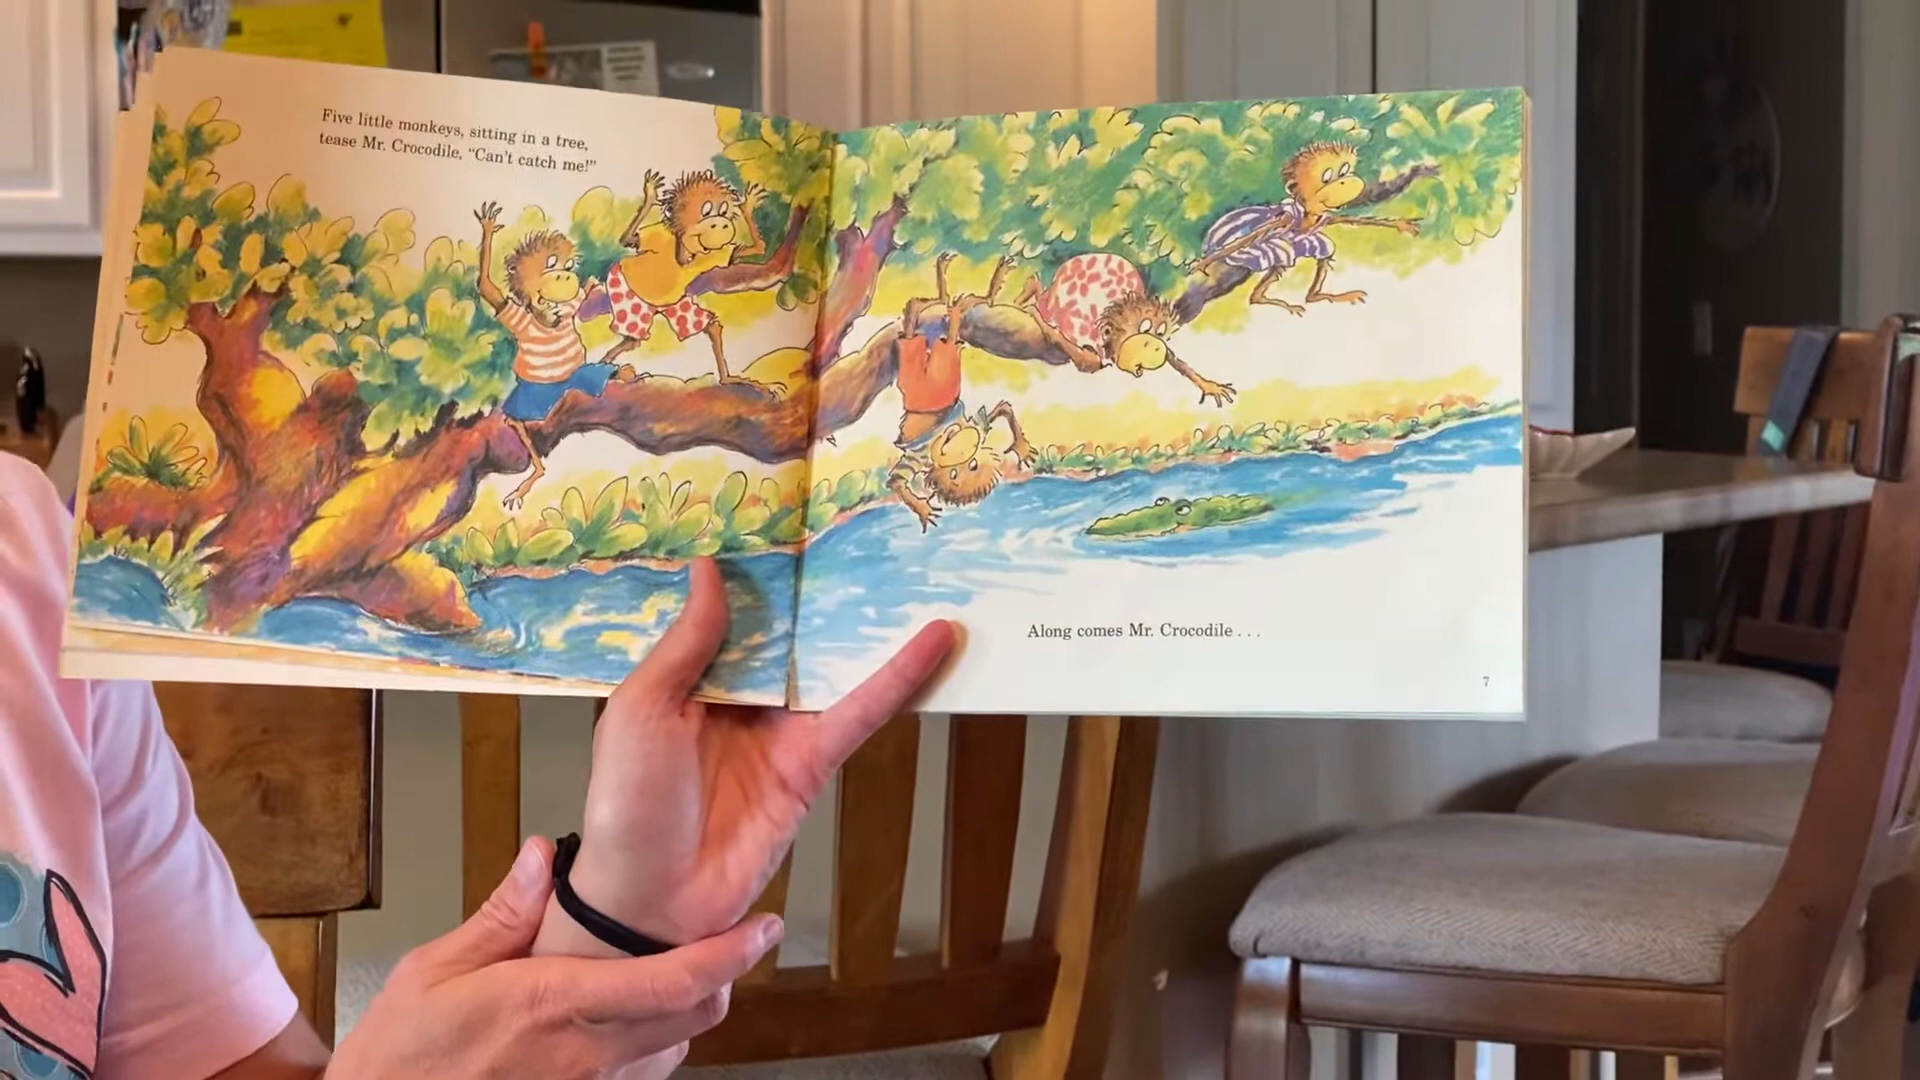 Five little monkeys, sitting in a tree,
tease Mr. Crocodile, “Can’t catch me!”
Along comes Mr. Crocodile . . .
7